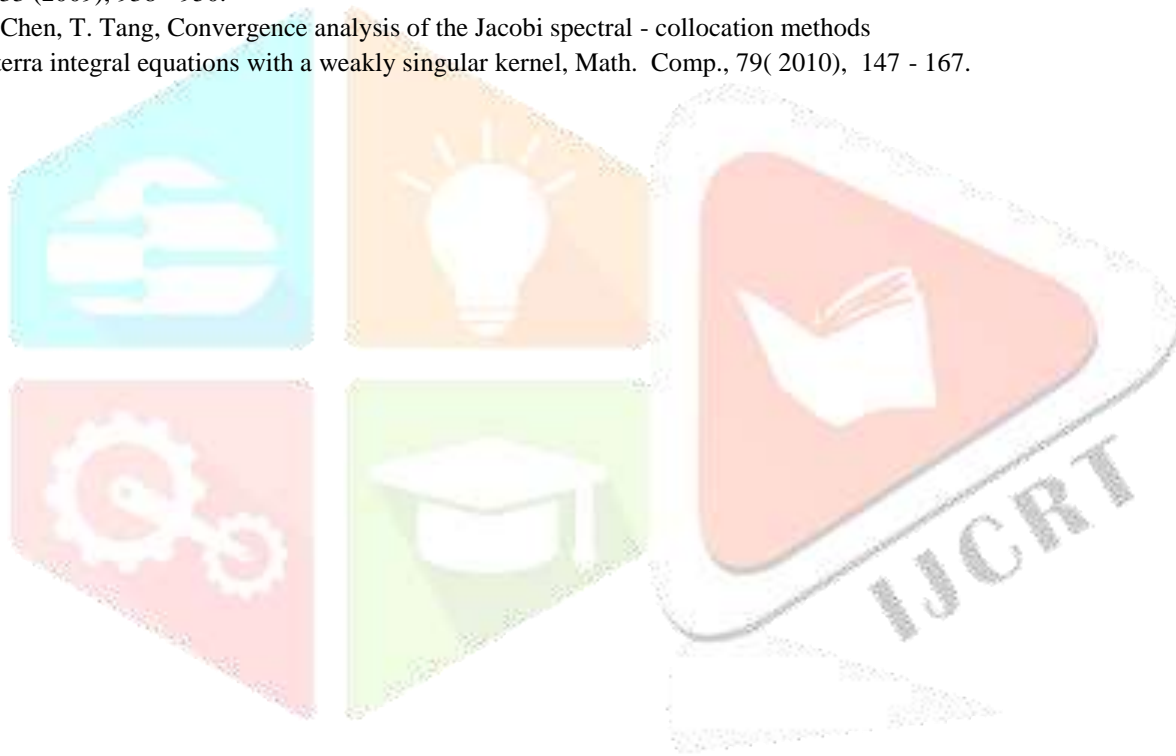 Chen, T. Tang, Convergence analysis of the Jacobi spectral - collocation methods
terra integral equations with a weakly singular kernel, Math. Comp., 79( 2010), 147 - 167.
IJCRT